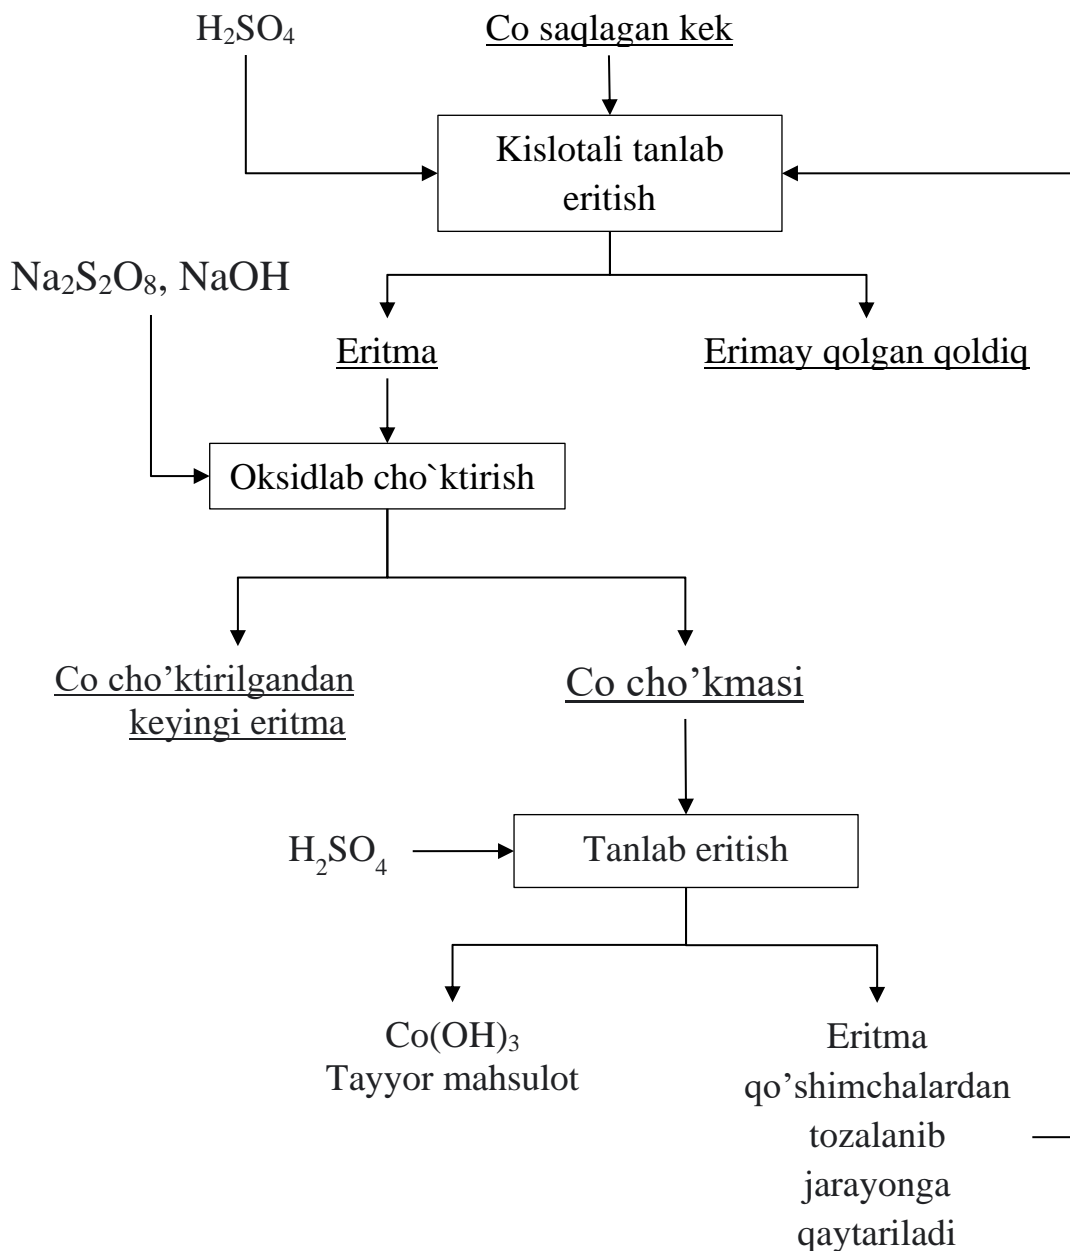 H₂SO₄
Co saqlagan kek
Kislotali tanlab
eritish
Na₂S₂O₈, NaOH
Eritma
Erimay qolgan qoldiq
Oksidlab cho`ktirish
Co cho’ktirilgandan
keyingi eritma
Co cho’kmasi
H₂SO₄
Tanlab eritish
Co(OH)₃
Tayyor mahsulot
Eritma
qo’shimchalardan
tozalanib
jarayonga
qaytariladi